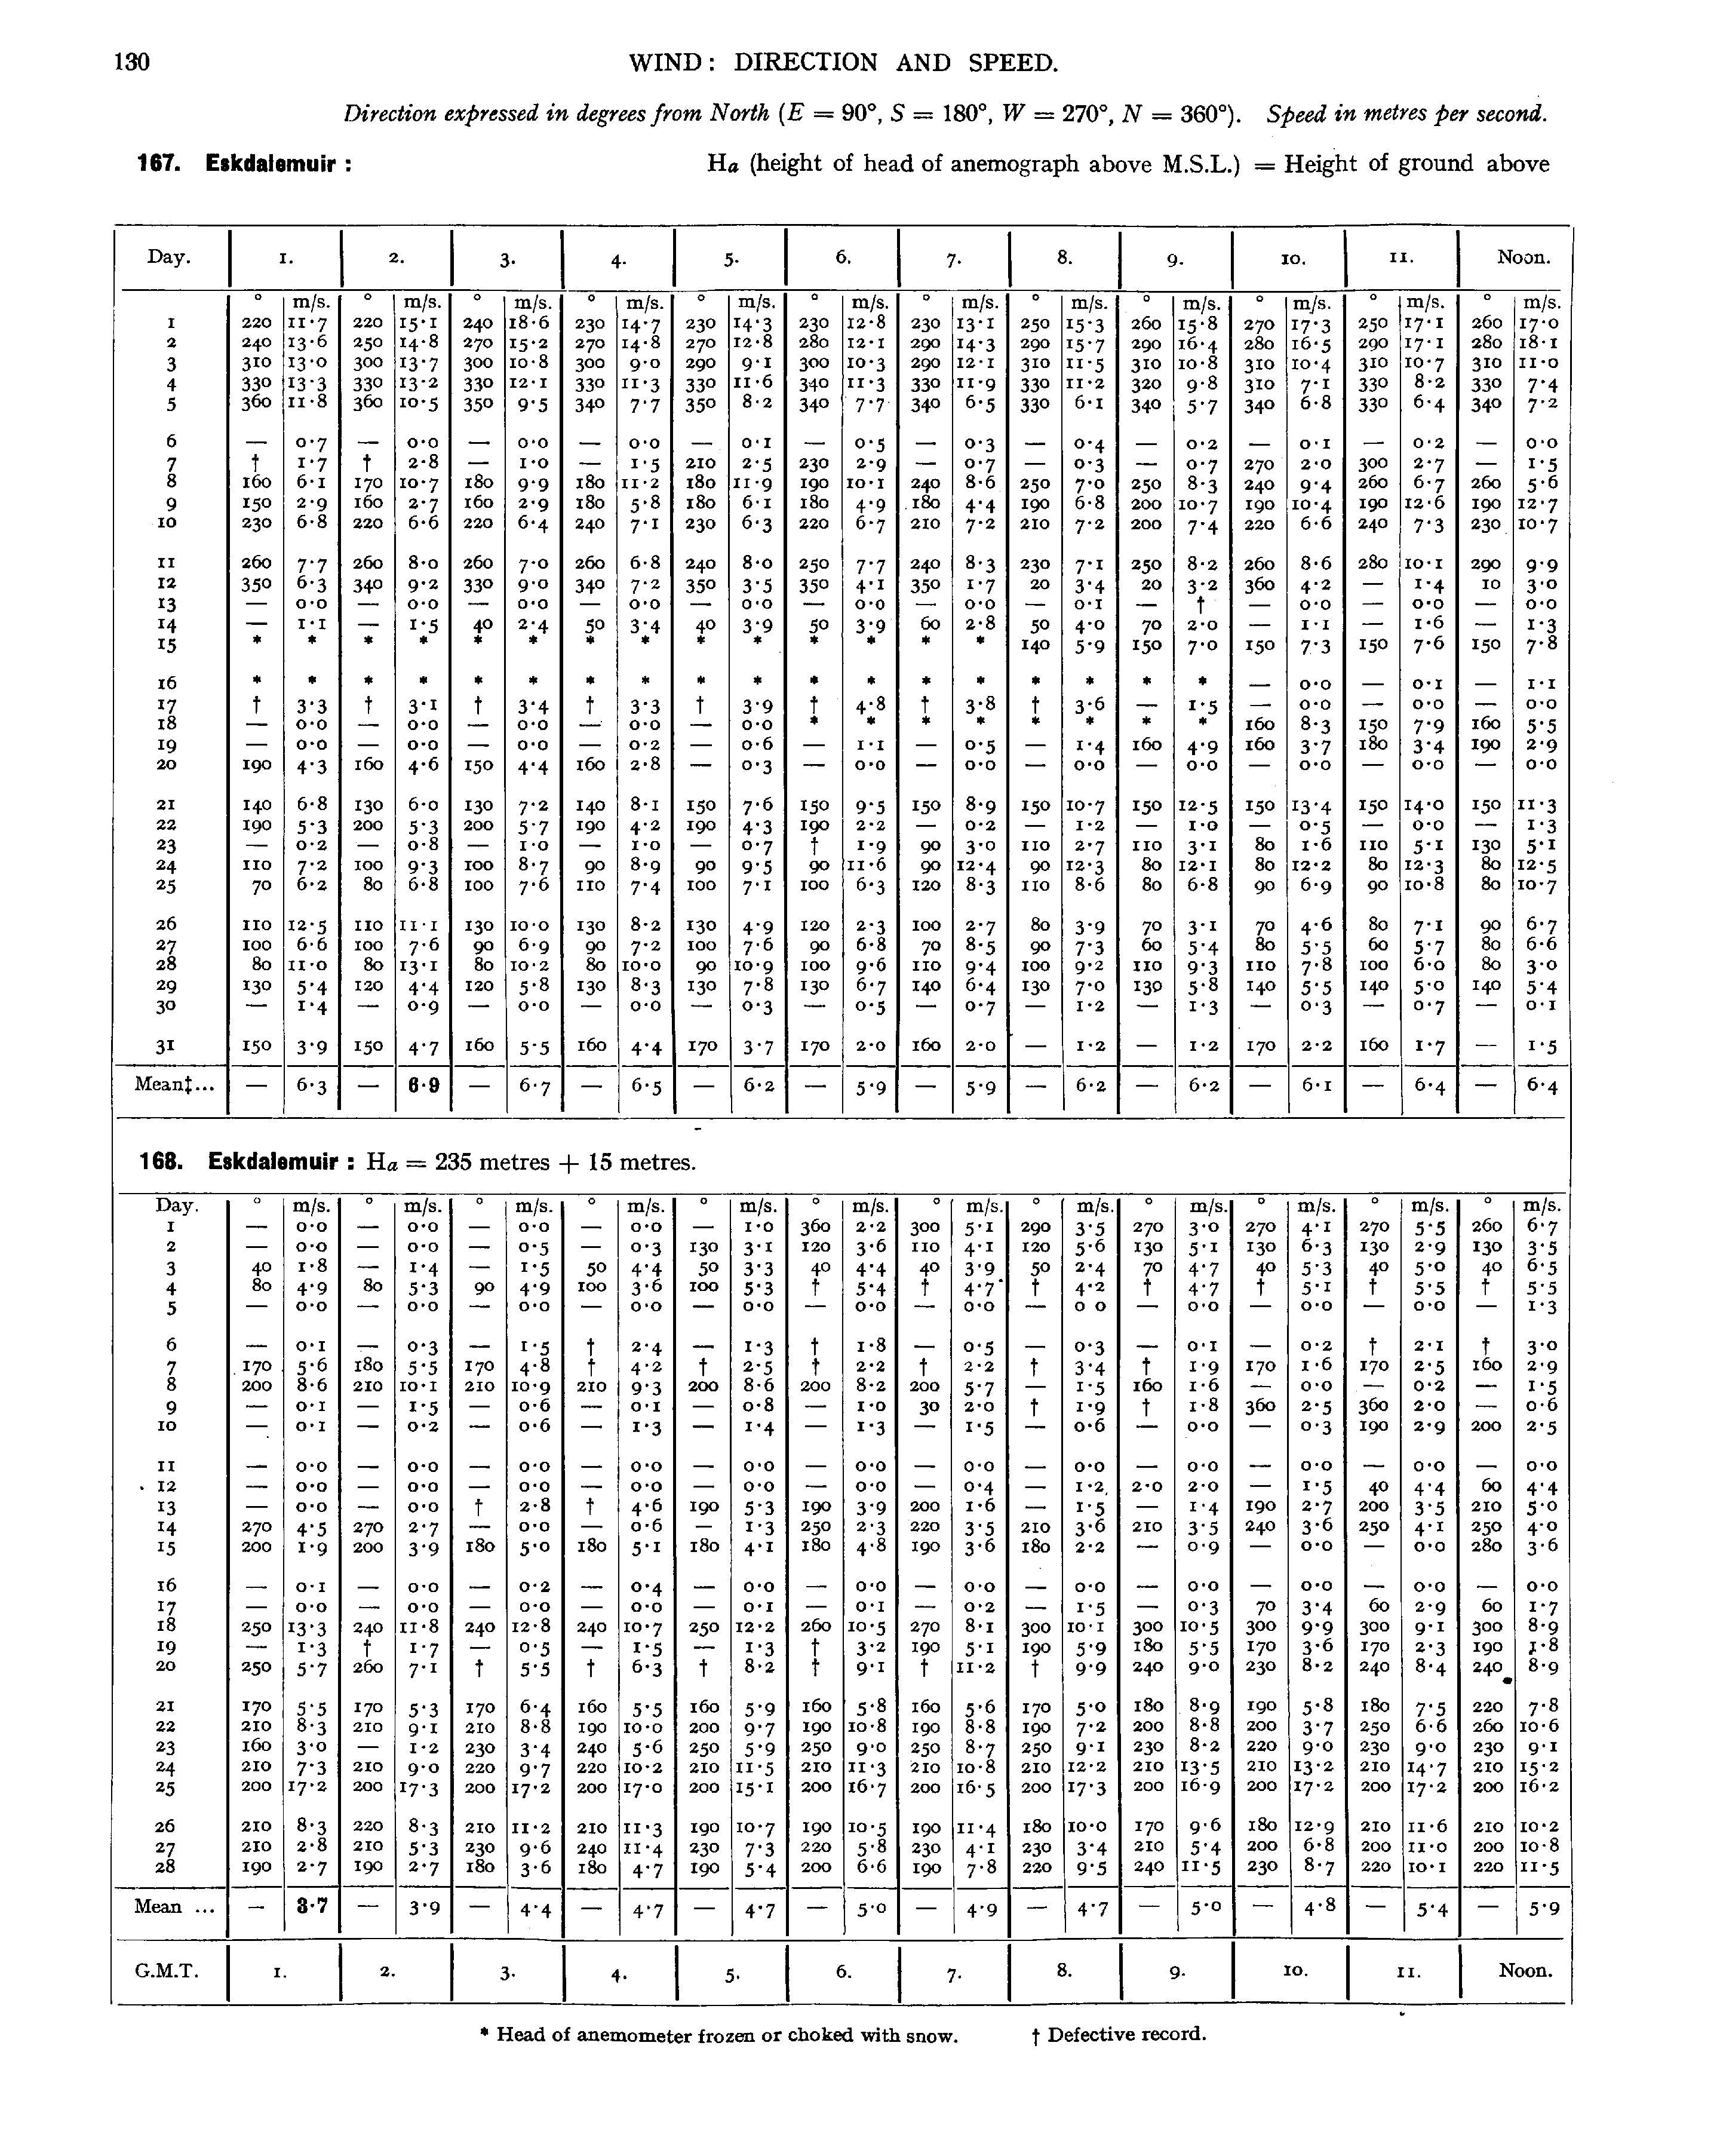 130
WIND: DIRECTION AND SPEED.
Direction expressed in degrees from North (E = 90°, S = 180°, W = 270°, N = 360°). Speed in metres per second.
167. Eskdalemuir :
Ha (height of head of anemograph above M.S.L.) = Height of ground above
Day. 1. 2. 3. 4. 5. 6. 7. 8. 9. 10. 11. Noon.
° m/s. ° m/s. ° m/s. ° m/s. ° m/s. ° m/s. ° m/s. ° m/s. ° m/s. ° m/s. ° m/s. ° m/s.
1 220 11·7 220 15·1 240 18·6 230 14·7 230 14·3 230 12·8 230 13·1 250 15·3 260 15·8 270 17·3 250 17·1 260 17·0
2 240 13·6 250 14·8 270 15·2 270 14·8 270 12·8 280 12·1 290 14·3 290 15·7 290 16·4 280 16·5 290 17·1 280 18·1
3 310 13·0 300 13·7 300 10·8 300 9·0 290 9·1 300 10·3 290 12·1 310 11·5 310 10·8 310 10·4 310 10·7 310 11·0
4 330 13·3 330 13·2 330 12·1 330 11·3 330 11·6 340 11·3 330 11·9 330 11·2 320 9·8 310 7·1 330 8·2 330 7·4
5 360 11·8 360 10·5 350 9·5 340 7·7 350 8·2 340 7·7 340 6·5 330 6·1 340 5·7 340 6·8 330 6·4 340 7·2
6 — 0·7 — 0·0 — 0·0 — 0·0 — 0·1 — 0·5 — 0·3 — 0·4 — 0·2 — 0·1 — 0·2 — 0·0
7 † 1·7 † 2·8 — 1·0 — 1·5 210 2·5 230 2·9 — 0·7 — 0·3 — 0·7 270 2·0 300 2·7 — 1·5
8 160 6·1 170 10·7 180 9·9 180 11·2 180 11·9 190 10·1 240 8·6 250 7·0 250 8·3 240 9·4 260 6·7 260 5·6
9 150 2·9 160 2·7 160 2·9 180 5·8 180 6·1 180 4·9 180 4·4 190 6·8 200 10·7 190 10·4 190 12·6 190 12·7
10 230 6·8 220 6·6 220 6·4 240 7·1 230 6·3 220 6·7 210 7·2 210 7·2 200 7·4 220 6·6 240 7·3 230 10·7
11 260 7·7 260 8·0 260 7·0 260 6·8 240 8·0 250 7·7 240 8·3 230 7·1 250 8·2 260 8·6 280 10·1 290 9·9
12 350 6·3 340 9·2 330 9·0 340 7·2 350 3·5 350 4·1 350 1·7 20 3·4 20 3·2 360 4·2 — 1·4 10 3·0
13 — 0·0 — 0·0 — 0·0 — 0·0 — 0·0 — 0·0 — 0·0 — 0·1 — † — 0·0 — 0·0 — 0·0
14 — 1·1 — 1·5 40 2·4 50 3·4 40 3·9 50 3·9 60 2·8 50 4·0 70 2·0 — 1·1 — 1·6 — 1·3
15 * * * * * * * * * * * * * * 140 5·9 150 7·0 150 7·3 150 7·6 150 7·8
16 * * * * * * * * * * * * * * * * * * — 0·0 — 0·1 — 1·1
17 † 3·3 † 3·1 † 3·4 † 3·3 † 3·9 † 4·8 † 3·8 † 3·6 — 1·5 — 0·0 — 0·0 — 0·0
18 — 0·0 — 0·0 — 0·0 — 0·0 — 0·0 * * * * * * * * 160 8·3 150 7·9 160 5·5
19 — 0·0 — 0·0 — 0·0 — 0·2 — 0·6 — 1·1 — 0·5 — 1·4 160 4·9 160 3·7 180 3·4 190 2·9
20 190 4·3 160 4·6 150 4·4 160 2·8 — 0·3 — 0·0 — 0·0 — 0·0 — 0·0 — 0·0 — 0·0 — 0·0
21 140 6·8 130 6·0 130 7·2 140 8·1 150 7·6 150 9·5 150 8·9 150 10·7 150 12·5 150 13·4 150 14·0 150 11·3
22 190 5·3 200 5·3 200 5·7 190 4·2 190 4·3 190 2·2 — 0·2 — 1·2 — 1·0 — 0·5 — 0·0 — 1·3
23 — 0·2 — 0·8 — 1·0 — 1·0 — 0·7 † 1·9 90 3·0 110 2·7 110 3·1 80 1·6 110 5·1 130 5·1
24 110 7·2 100 9·3 100 8·7 90 8·9 90 9·5 90 11·6 90 12·4 90 12·3 80 12·1 80 12·2 80 12·3 80 12·5
25 70 6·2 80 6·8 100 7·6 110 7·4 100 7·1 100 6·3 120 8·3 110 8·6 80 6·8 90 6·9 90 10·8 80 10·7
26 110 12·5 110 11·1 130 10·0 130 8·2 130 4·9 120 2·3 100 2·7 80 3·9 70 3·1 70 4·6 80 7·1 90 6·7
27 100 6·6 100 7·6 90 6·9 90 7·2 100 7·6 90 6·8 70 8·5 90 7·3 60 5·4 80 5·5 60 5·7 80 6·6
28 80 11·0 80 13·1 80 10·2 80 10·0 90 10·9 100 9·6 110 9·4 100 9·2 110 9·3 110 7·8 100 6·0 80 3·0
29 130 5·4 120 4·4 120 5·8 130 8·3 130 7·8 130 6·7 140 6·4 130 7·0 130 5·8 140 5·5 140 5·0 140 5·4
30 — 1·4 — 0·9 — 0·0 — 0·0 — 0·3 — 0·5 — 0·7 — 1·2 — 1·3 — 0·3 — 0·7 — 0·1
31 150 3·9 150 4·7 160 5·5 160 4·4 170 3·7 170 2·0 160 2·0 — 1·2 — 1·2 170 2·2 160 1·7 — 1·5
Mean‡... — 6·3 — 6·9 — 6·7 — 6·5 — 6·2 — 5·9 — 5·9 — 6·2 — 6·2 — 6·1 — 6·4 — 6·4
168. Eskdalemuir : Ha = 235 metres + 15 metres.
Day. ° m/s. ° m/s. ° m/s. ° m/s. ° m/s. ° m/s. ° m/s. ° m/s. ° m/s. ° m/s. ° m/s. ° m/s.
1 — 0·0 — 0·0 — 0·0 — 0·0 — 1·0 360 2·2 300 5·1 290 3·5 270 3·0 270 4·1 270 5·5 260 6·7
2 — 0·0 — 0·0 — 0·5 — 0·3 130 3·1 120 3·6 110 4·1 120 5·6 130 5·1 130 6·3 130 2·9 130 3·5
3 40 1·8 — 1·4 — 1·5 50 4·4 50 3·3 40 4·4 40 3·9 50 2·4 70 4·7 40 5·3 40 5·0 40 6·5
4 80 4·9 80 5·3 90 4·9 100 3·6 100 5·3 † 5·4 † 4·7 † 4·2 † 4·7 † 5·1 † 5·5 † 5·5
5 — 0·0 — 0·0 — 0·0 — 0·0 — 0·0 — 0·0 — 0·0 — 0 0 — 0·0 — 0·0 — 0·0 — 1·3
6 — 0·1 — 0·3 — 1·5 † 2·4 — 1·3 † 1·8 — 0·5 — 0·3 — 0·1 — 0·2 † 2·1 † 3·0
7 170 5·6 180 5·5 170 4·8 † 4·2 † 2·5 † 2·2 † 2·2 † 3·4 † 1·9 170 1·6 170 2·5 160 2·9
8 200 8·6 210 10·1 210 10·9 210 9·3 200 8·6 200 8·2 200 5·7 — 1·5 160 1·6 — 0·0 — 0·2 — 1·5
9 — 0·1 — 1·5 — 0·6 — 0·1 — 0·8 — 1·0 30 2·0 † 1·9 † 1·8 360 2·5 360 2·0 — 0·6
10 — 0·1 — 0·2 — 0·6 — 1·3 — 1·4 — 1·3 — 1·5 — 0·6 — 0·0 — 0·3 190 2·9 200 2·5
11 — 0·0 — 0·0 — 0·0 — 0·0 — 0·0 — 0·0 — 0·0 — 0·0 — 0·0 — 0·0 — 0·0 — 0·0
12 — 0·0 — 0·0 — 0·0 — 0·0 — 0·0 — 0·0 — 0·4 — 1·2 2·0 2·0 — 1·5 40 4·4 60 4·4
13 — 0·0 — 0·0 † 2·8 † 4·6 190 5·3 190 3·9 200 1·6 — 1·5 — 1·4 190 2·7 200 3·5 210 5·0
14 270 4·5 270 2·7 — 0·0 — 0·6 — 1·3 250 2·3 220 3·5 210 3·6 210 3·5 240 3·6 250 4·1 250 4·0
15 200 1·9 200 3·9 180 5·0 180 5·1 180 4·1 180 4·8 190 3·6 180 2·2 — 0·9 — 0·0 — 0·0 280 3·6
16 — 0·1 — 0·0 — 0·2 — 0·4 — 0·0 — 0·0 — 0·0 — 0·0 — 0·0 — 0·0 — 0·0 — 0·0
17 — 0·0 — 0·0 — 0·0 — 0·0 — 0·1 — 0·1 — 0·2 — 1·5 — 0·3 70 3·4 60 2·9 60 1·7
18 250 13·3 240 11·8 240 12·8 240 10·7 250 12·2 260 10·5 270 8·1 300 10·1 300 10·5 300 9·9 300 9·1 300 8·9
19 — 1·3 † 1·7 — 0·5 — 1·5 — 1·3 † 3·2 190 5·1 190 5·9 180 5·5 170 3·6 170 2·3 190 1·8
20 250 5·7 260 7·1 † 5·5 † 6·3 † 8·2 † 9·1 † 11·2 † 9·9 240 9·0 230 8·2 240 8·4 240 8·9
21 170 5·5 170 5·3 170 6·4 160 5·5 160 5·9 160 5·8 160 5·6 170 5·0 180 8·9 190 5·8 180 7·5 220 7·8
22 210 8·3 210 9·1 210 8·8 190 10·0 200 9·7 190 10·8 190 8·8 190 7·2 200 8·8 200 3·7 250 6·6 260 10·6
23 160 3·0 — 1·2 230 3·4 240 5·6 250 5·9 250 9·0 250 8·7 250 9·1 230 8·2 220 9·0 230 9·0 230 9·1
24 210 7·3 210 9·0 220 9·7 220 10·2 210 11·5 210 11·3 210 10·8 210 12·2 210 13·5 210 13·2 210 14·7 210 15·2
25 200 17·2 200 17·3 200 17·2 200 17·0 200 15·1 200 16·7 200 16·5 200 17·3 200 16·9 200 17·2 200 17·2 200 16·2
26 210 8·3 220 8·3 210 11·2 210 11·3 190 10·7 190 10·5 190 11·4 180 10·0 170 9·6 180 12·9 210 11·6 210 10·2
27 210 2·8 210 5·3 230 9·6 240 11·4 230 7·3 220 5·8 230 4·1 230 3·4 210 5·4 200 6·8 200 11·0 200 10·8
28 190 2·7 190 2·7 180 3·6 180 4·7 190 5·4 200 6·6 190 7·8 220 9·5 240 11·5 230 8·7 220 10·1 220 11·5
Mean ... — 3·7 — 3·9 — 4·4 — 4·7 — 4·7 — 5·0 — 4·9 — 4·7 — 5·0 — 4·8 — 5·4 — 5·9
G.M.T. 1. 2. 3. 4. 5. 6. 7. 8. 9. 10. 11. Noon.
* Head of anemometer frozen or choked with snow. † Defective record.